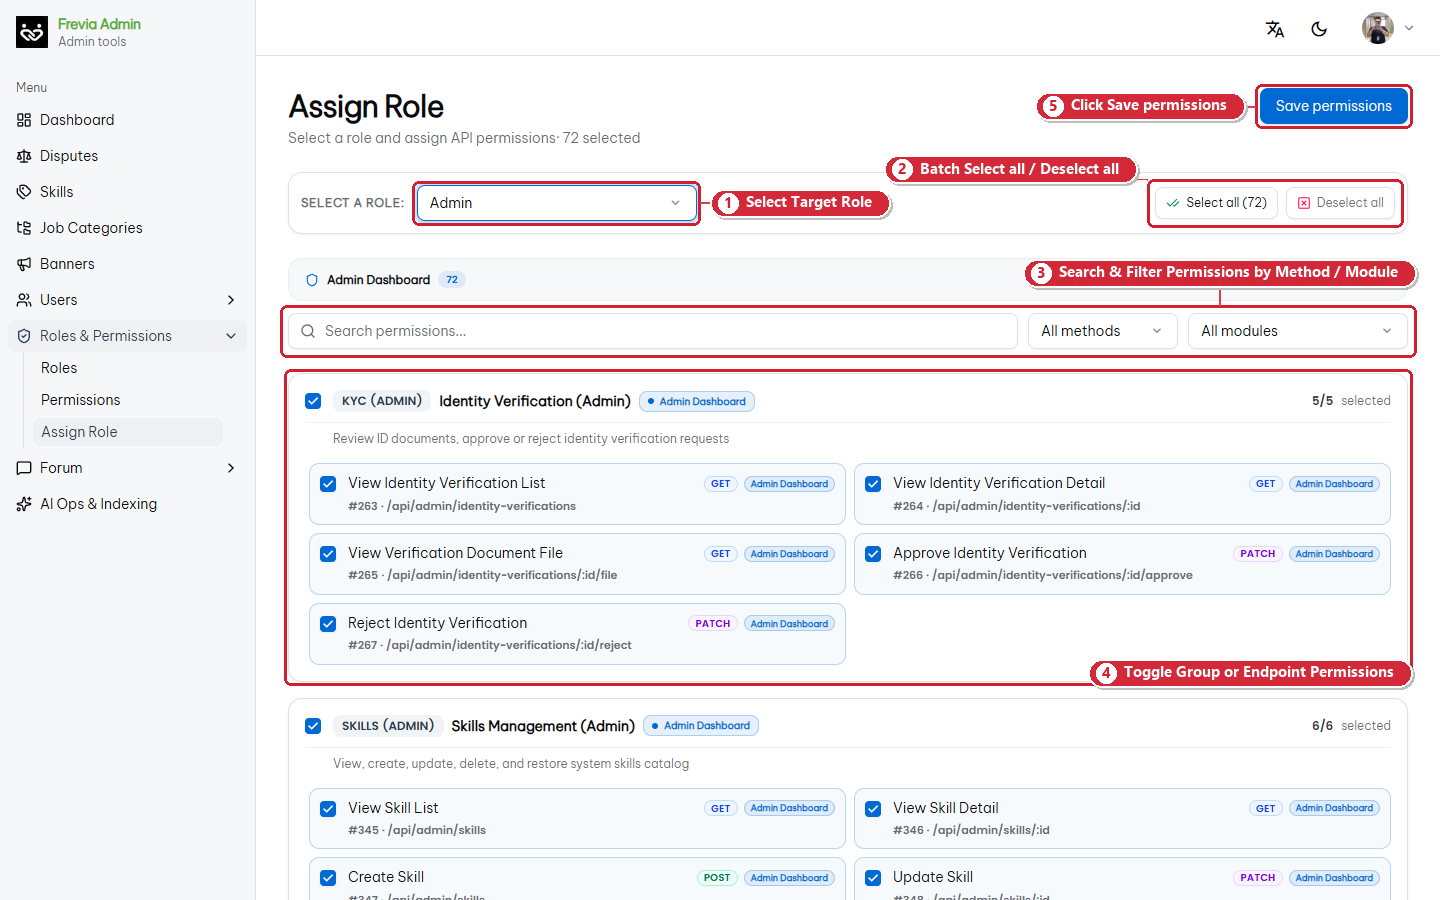 Frevia Admin
Admin tools
Menu
Dashboard
Disputes
Skills
Job Categories
Banners
Users
Roles & Permissions
Roles
Permissions
Assign Role
Forum
AI Ops & Indexing
Assign Role
Select a role and assign API permissions· 72 selected
5 Click Save permissions
Save permissions
2 Batch Select all / Deselect all
SELECT A ROLE:
Admin
1 Select Target Role
Select all (72)
Deselect all
Admin Dashboard 72
3 Search & Filter Permissions by Method / Module
Search permissions...
All methods
All modules
KYC (ADMIN) Identity Verification (Admin) Admin Dashboard 5/5 selected
Review ID documents, approve or reject identity verification requests
View Identity Verification List GET Admin Dashboard
#263 · /api/admin/identity-verifications
View Identity Verification Detail GET Admin Dashboard
#264 · /api/admin/identity-verifications/:id
View Verification Document File GET Admin Dashboard
#265 · /api/admin/identity-verifications/:id/file
Approve Identity Verification PATCH Admin Dashboard
#266 · /api/admin/identity-verifications/:id/approve
Reject Identity Verification PATCH Admin Dashboard
#267 · /api/admin/identity-verifications/:id/reject
4 Toggle Group or Endpoint Permissions
SKILLS (ADMIN) Skills Management (Admin) Admin Dashboard 6/6 selected
View, create, update, delete, and restore system skills catalog
View Skill List GET Admin Dashboard
#345 · /api/admin/skills
View Skill Detail GET Admin Dashboard
#346 · /api/admin/skills/:id
Create Skill POST Admin Dashboard
#347 · /api/admin/skills
Update Skill PATCH Admin Dashboard
#348 · /api/admin/skills/:id